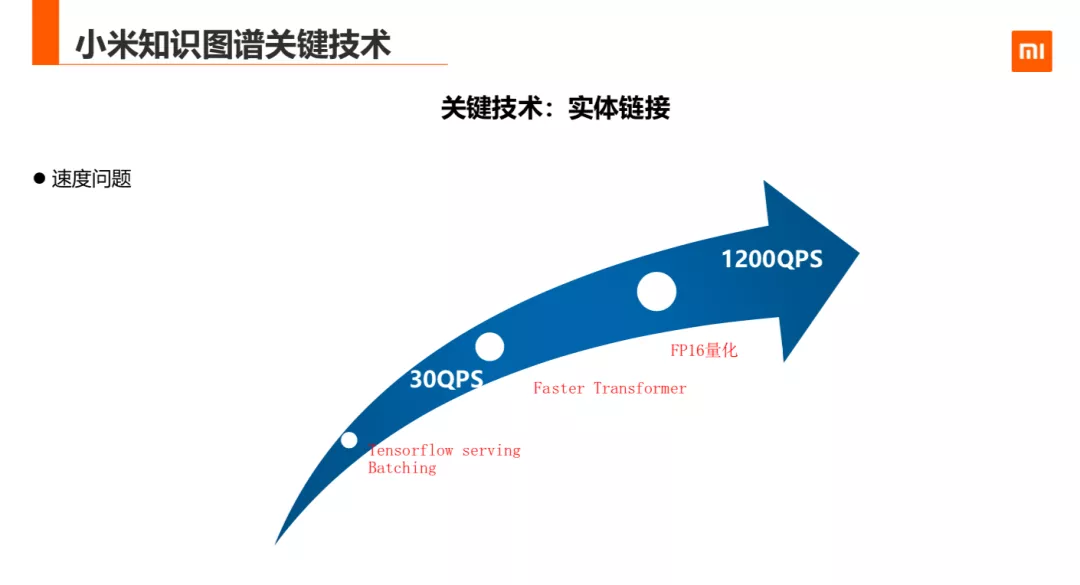 小米知识图谱关键技术
MI
关键技术：实体链接
● 速度问题
1200QPS
FP16量化
30QPS
Faster Transformer
Tensorflow serving
Batching